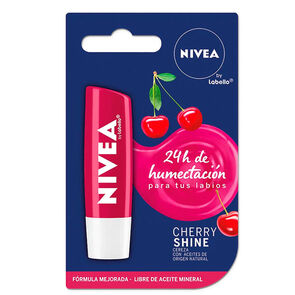 NIVEA
by Labello®
NIVEA
by Labello®
24h de
humectación
para tus labios
CHERRY
SHINE
CEREZA
CON ACEITES DE
ORIGEN NATURAL
FÓRMULA MEJORADA - LIBRE DE ACEITE MINERAL